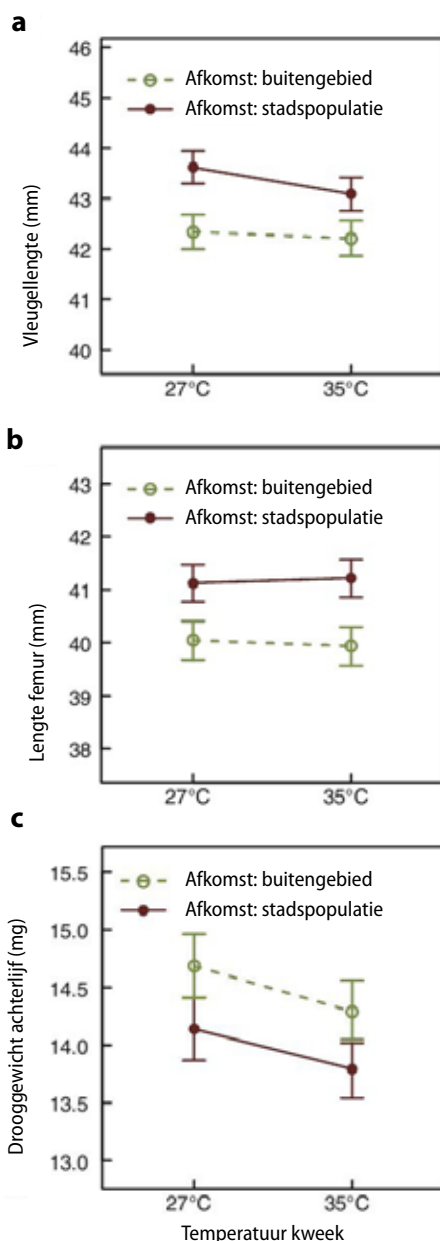 a
46
Afkomst: buitengebied
45
Afkomst: stadspopulatie
44
43
42
41
40
Vleugellengte (mm)
27°C 35°C
b
43
Afkomst: buitengebied
42
Afkomst: stadspopulatie
41
40
39
38
Lengte femur (mm)
27°C 35°C
c
15.5
Afkomst: buitengebied
Afkomst: stadspopulatie
15.0
14.5
14.0
13.5
13.0
Drooggewicht achterlijf (mg)
27°C 35°C
Temperatuur kweek